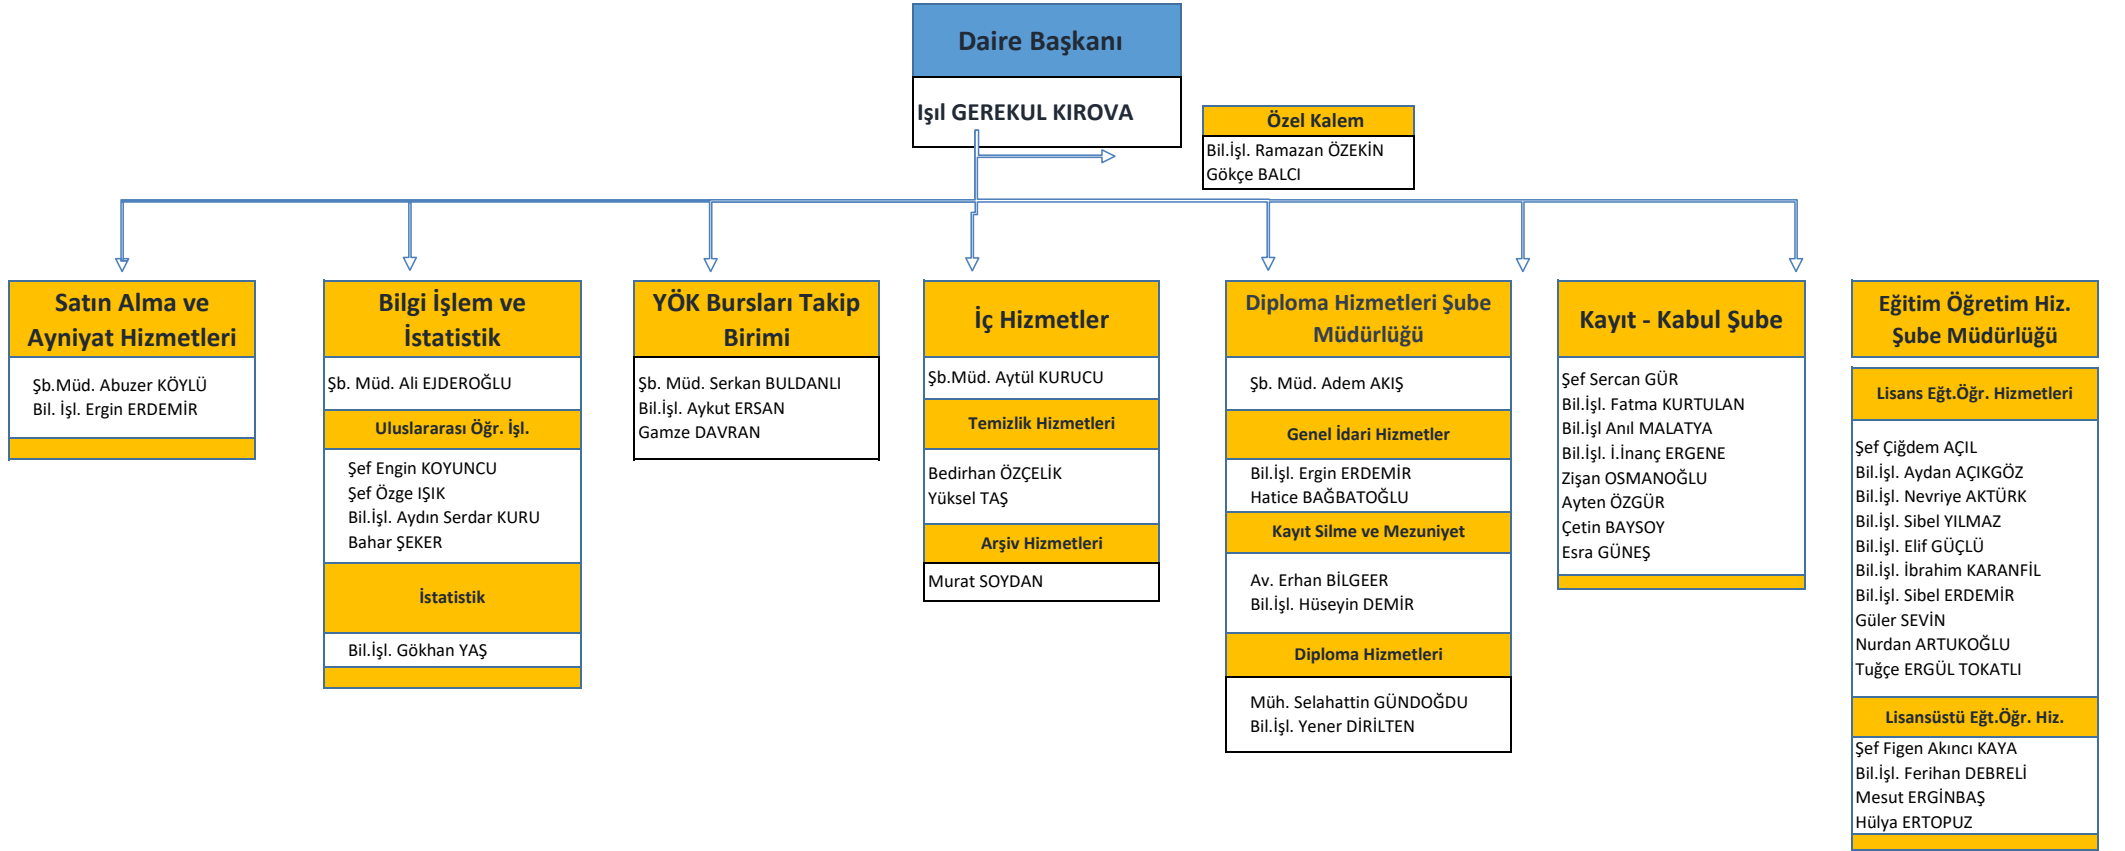 Daire Başkanı
Işıl GEREKUL KIROVA
Özel Kalem
Bil.İşl. Ramazan ÖZEKİN
Gökçe BALCI
Satın Alma ve
Ayniyat Hizmetleri
Şb.Müd. Abuzer KÖYLÜ
Bil. İşl. Ergin ERDEMİR
Bilgi İşlem ve
İstatistik
Şb. Müd. Ali EJDEROĞLU
Uluslararası Öğr. İşl.
Şef Engin KOYUNCU
Şef Özge IŞIK
Bil.İşl. Aydın Serdar KURU
Bahar ŞEKER
İstatistik
Bil.İşl. Gökhan YAŞ
YÖK Bursları Takip
Birimi
Şb. Müd. Serkan BULDANLI
Bil.İşl. Aykut ERSAN
Gamze DAVRAN
İç Hizmetler
Şb.Müd. Aytül KURUCU
Temizlik Hizmetleri
Bedirhan ÖZÇELİK
Yüksel TAŞ
Arşiv Hizmetleri
Murat SOYDAN
Diploma Hizmetleri Şube
Müdürlüğü
Şb. Müd. Adem AKIŞ
Genel İdari Hizmetler
Bil.İşl. Ergin ERDEMİR
Hatice BAĞBATOĞLU
Kayıt Silme ve Mezuniyet
Av. Erhan BİLGEER
Bil.İşl. Hüseyin DEMİR
Diploma Hizmetleri
Müh. Selahattin GÜNDOĞDU
Bil.İşl. Yener DİRİLTEN
Kayıt - Kabul Şube
Şef Sercan GÜR
Bil.İşl. Fatma KURTULAN
Bil.İşl Anıl MALATYA
Bil.İşl. İ.İnanç ERGENE
Zişan OSMANOĞLU
Ayten ÖZGÜR
Çetin BAYSOY
Esra GÜNEŞ
Eğitim Öğretim Hiz.
Şube Müdürlüğü
Lisans Eğt.Öğr. Hizmetleri
Şef Çiğdem AÇIL
Bil.İşl. Aydan AÇIKGÖZ
Bil.İşl. Nevriye AKTÜRK
Bil.İşl. Sibel YILMAZ
Bil.İşl. Elif GÜÇLÜ
Bil.İşl. İbrahim KARANFİL
Bil.İşl. Sibel ERDEMİR
Güler SEVİN
Nurdan ARTUKOĞLU
Tuğçe ERGÜL TOKATLI
Lisansüstü Eğt.Öğr. Hiz.
Şef Figen Akıncı KAYA
Bil.İşl. Ferihan DEBRELİ
Mesut ERGİNBAŞ
Hülya ERTOPUZ